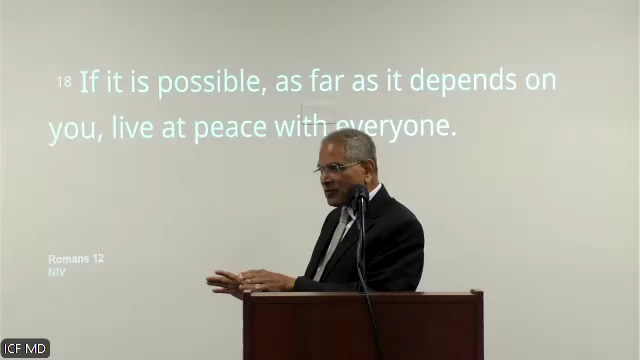 18 If it is possible, as far as it depends on
you, live at peace with everyone.
Romans 12
NIV
ICF MD